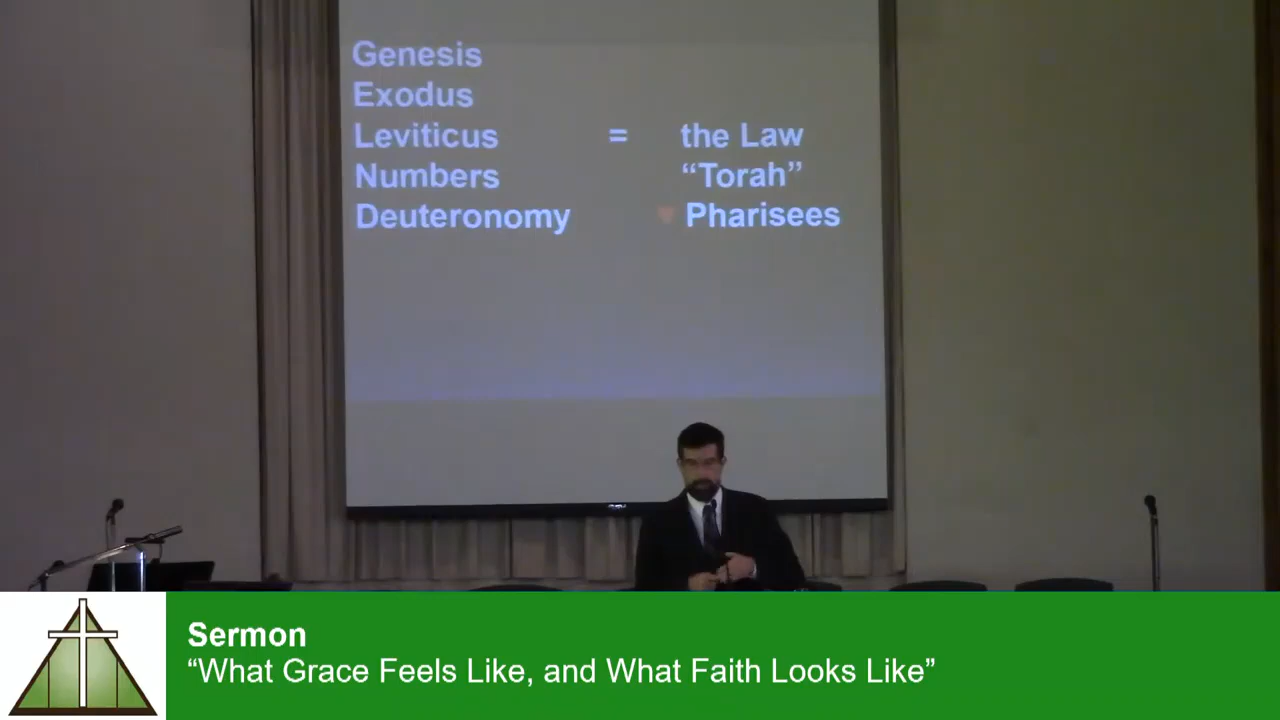 Genesis
Exodus
Leviticus = the Law
Numbers “Torah”
Deuteronomy Pharisees
Sermon
“What Grace Feels Like, and What Faith Looks Like”